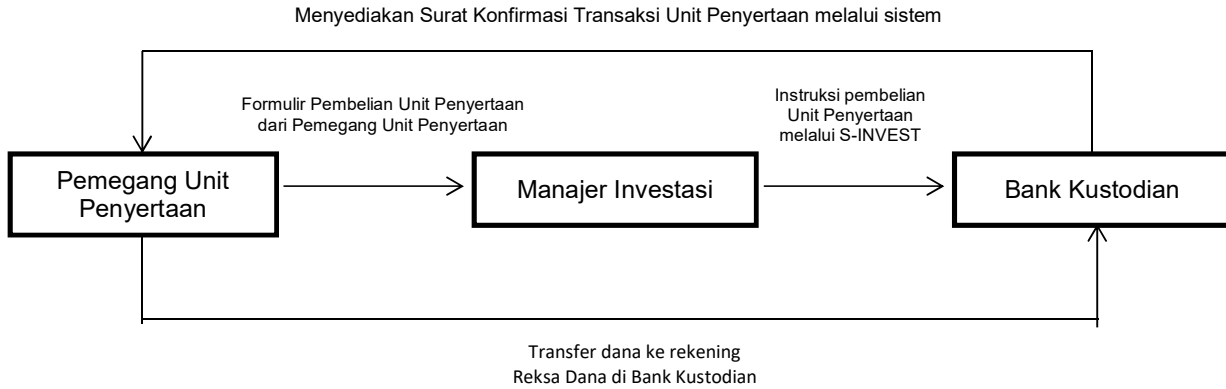 Menyediakan Surat Konfirmasi Transaksi Unit Penyertaan melalui sistem
Formulir Pembelian Unit Penyertaan
dari Pemegang Unit Penyertaan
Instruksi pembelian
Unit Penyertaan
melalui S-INVEST
Pemegang Unit
Penyertaan
Manajer Investasi
Bank Kustodian
Transfer dana ke rekening
Reksa Dana di Bank Kustodian